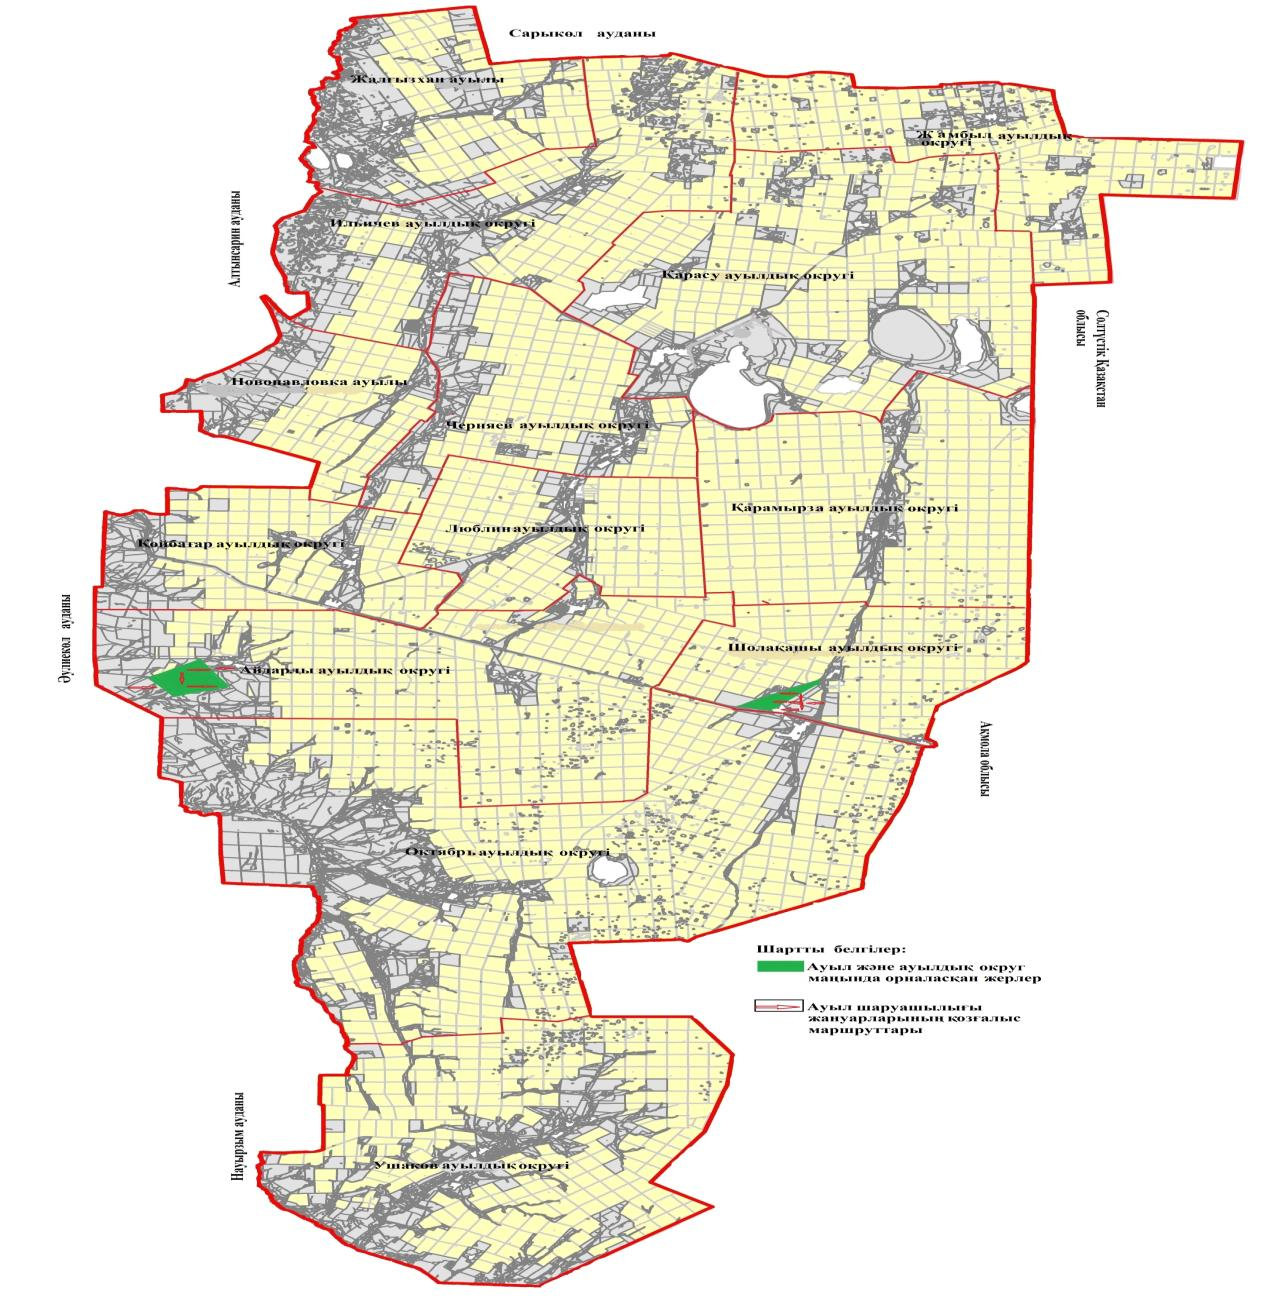 Сарыкөл ауданы
Жалғызхан ауылы
Жамбыл ауылдық
округі
Алтынсарин ауданы
Ильичев ауылдық округі
Қарасу ауылдық округі
Солтүстік Қазақстан
облысы
Новопавловка ауылы
Черняев ауылдық округі
Қарамырза ауылдық округі
Люблин ауылдық округі
Қойбағар ауылдық округі
Әулиекөл ауданы
Шолақашы ауылдық округі
Айдарлы ауылдық округі
Ақмола облысы
Октябрь ауылдық округі
Шартты белгілер:
Ауыл және ауылдық округ
маңында орналасқан жерлер
Ауыл шаруашылығы
жануарларының қозғалыс
маршруттары
Наурызым ауданы
Ушаков ауылдық округі